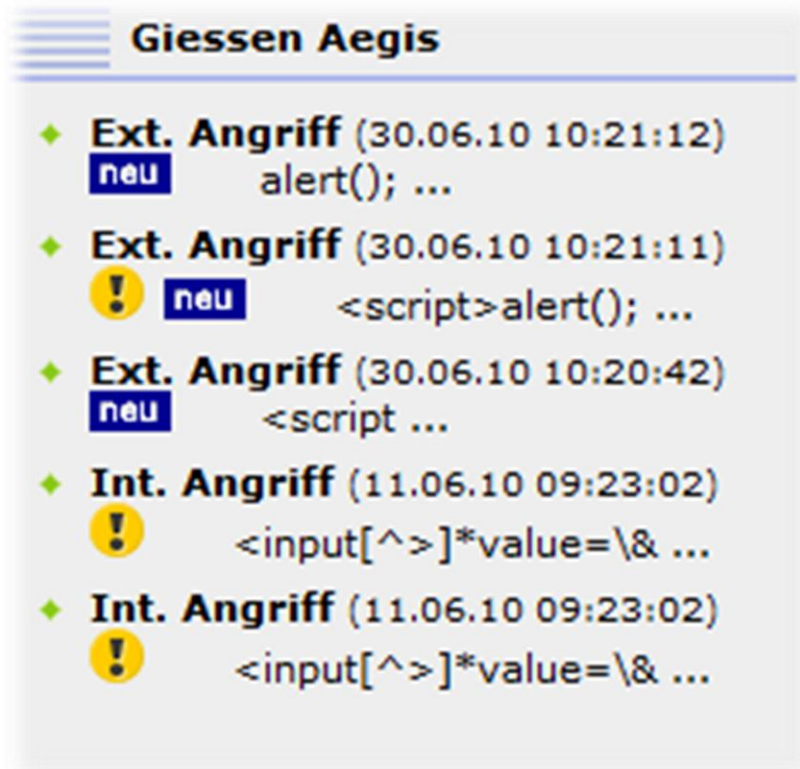 Giessen Aegis
Ext. Angriff (30.06.10 10:21:12)
neu alert(); ...
Ext. Angriff (30.06.10 10:21:11)
! neu <script>alert(); ...
Ext. Angriff (30.06.10 10:20:42)
neu <script ...
Int. Angriff (11.06.10 09:23:02)
! <input[^>]*value=\& ...
Int. Angriff (11.06.10 09:23:02)
! <input[^>]*value=\& ...